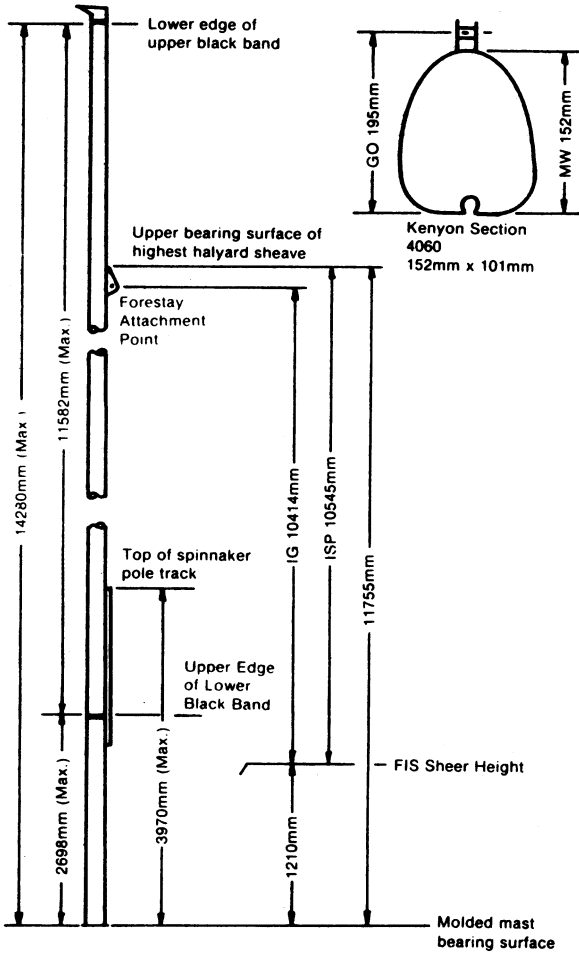 Lower edge of
upper black band
GO 195mm
MW 152mm
Kenyon Section
4060
152mm x 101mm
Upper bearing surface of
highest halyard sheave
Forestay
Attachment
Point
14280mm (Max )
11582mm (Max.)
IG 10414mm
ISP 10545mm
11755mm
Top of spinnaker
pole track
Upper Edge
of Lower
Black Band
2698mm (Max.)
3970mm (Max.)
FIS Sheer Height
1210mm
Molded mast
bearing surface